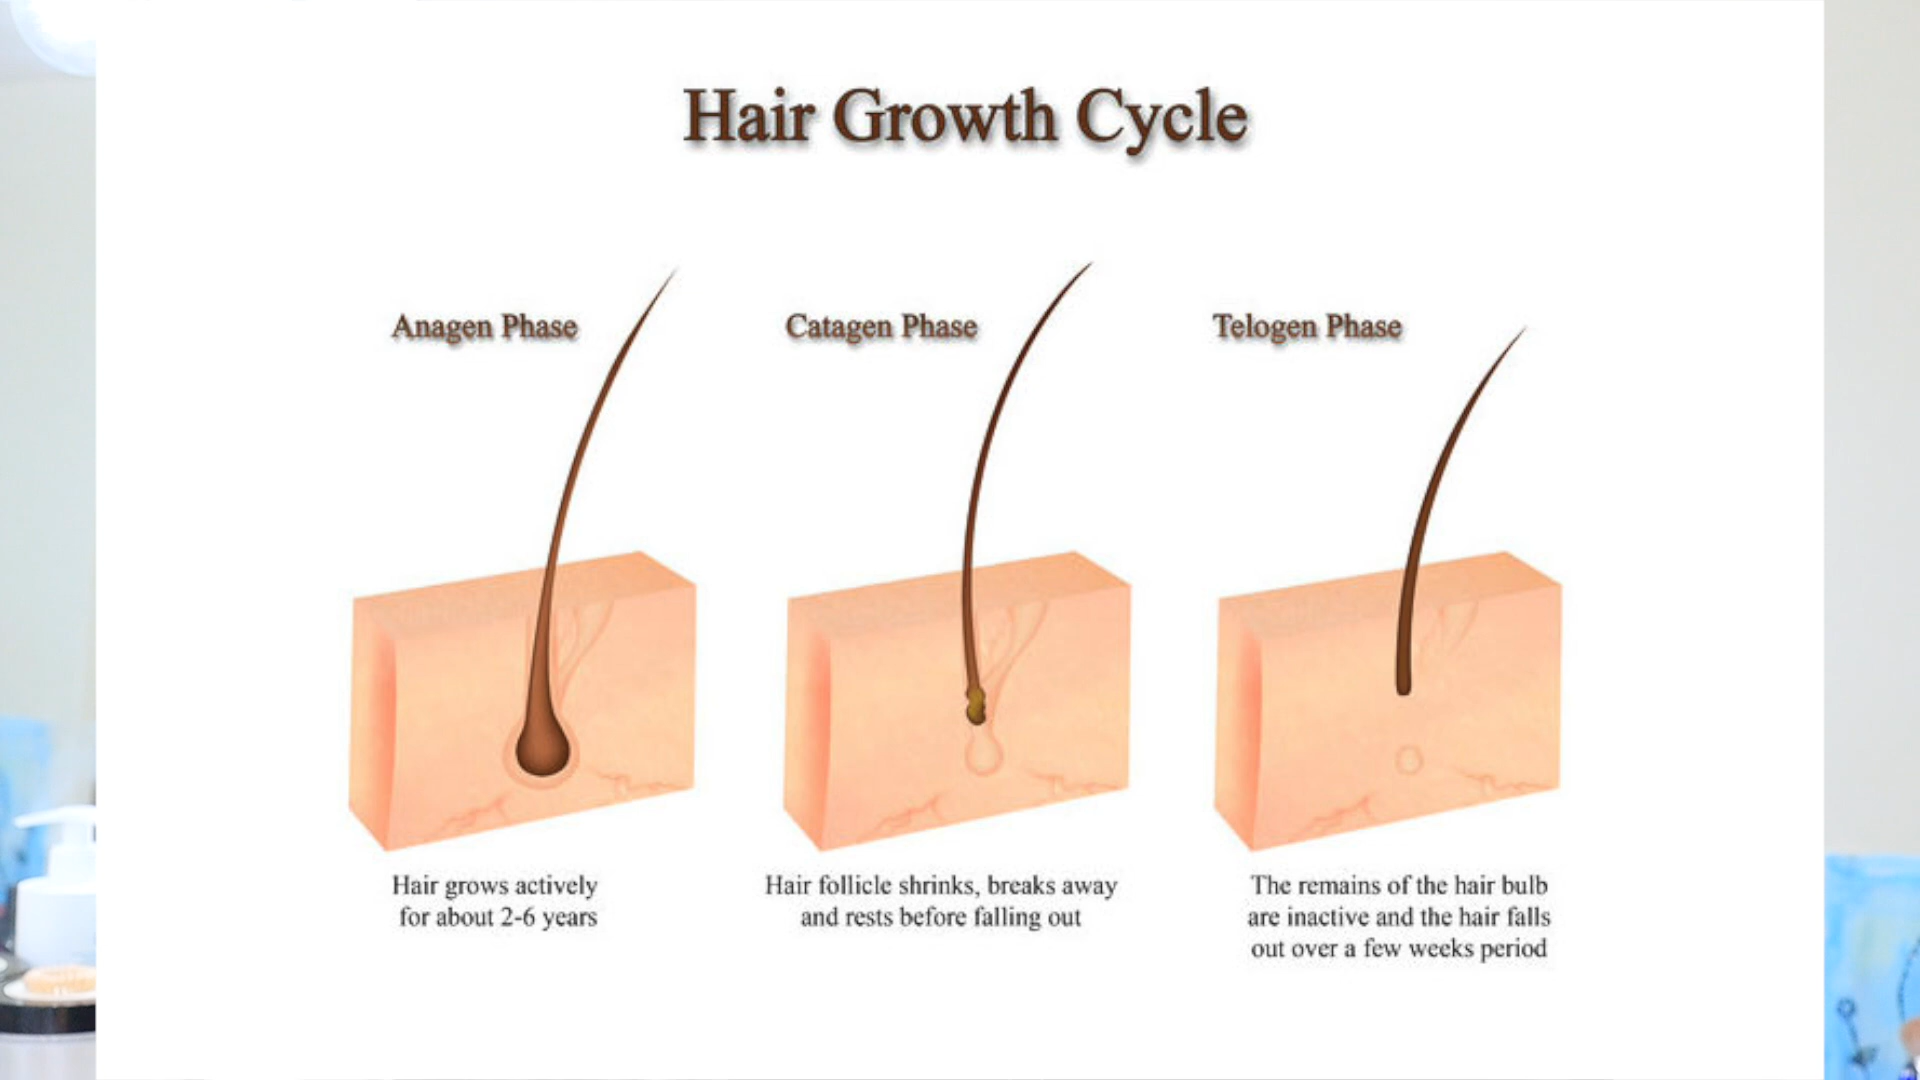 Hair Growth Cycle
Anagen Phase
Catagen Phase
Telogen Phase
Hair grows actively
for about 2-6 years
Hair follicle shrinks, breaks away
and rests before falling out
The remains of the hair bulb
are inactive and the hair falls
out over a few weeks period